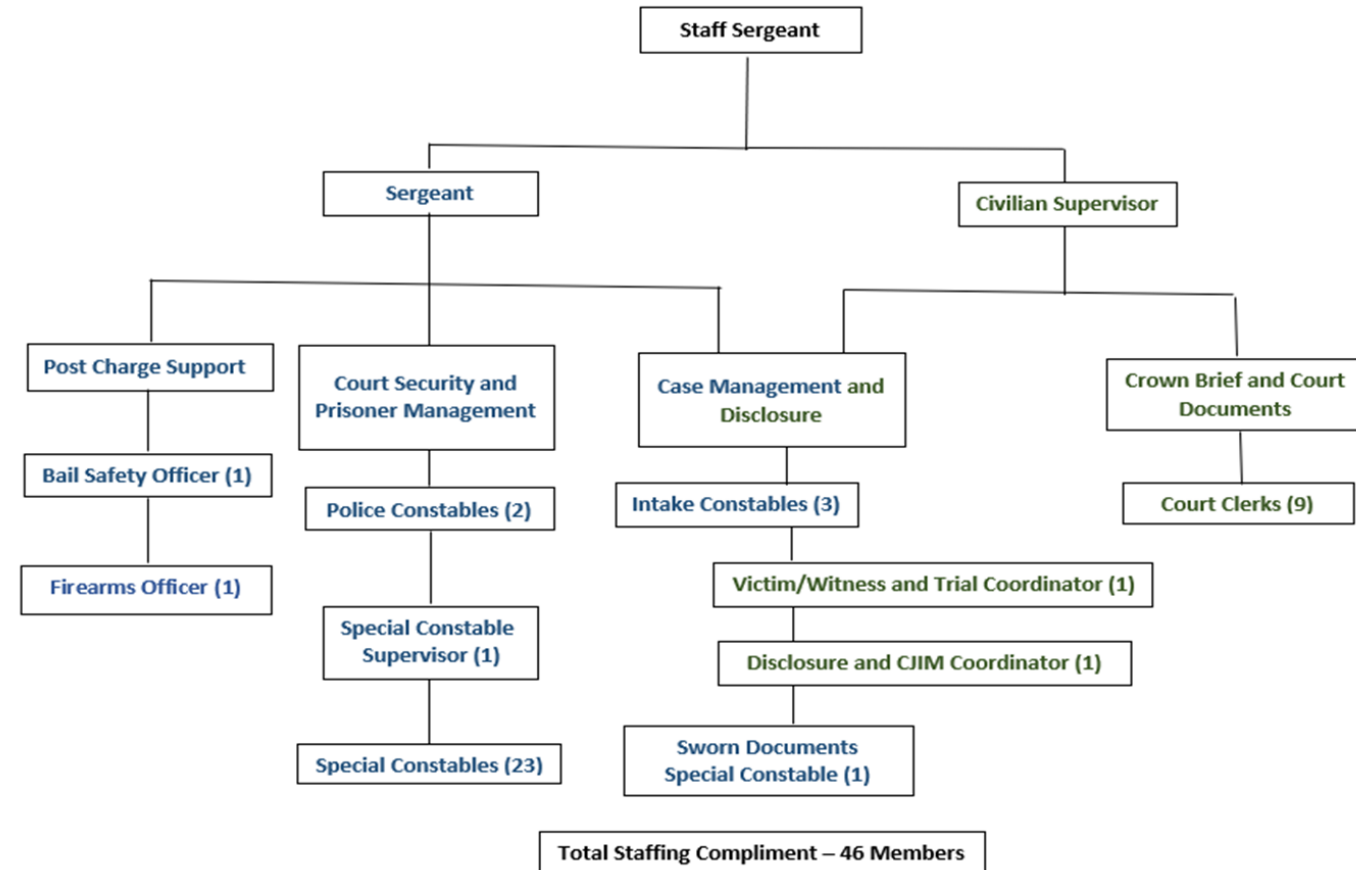 Staff Sergeant
Sergeant
Civilian Supervisor
Post Charge Support
Court Security and
Prisoner Management
Case Management and
Disclosure
Crown Brief and Court
Documents
Bail Safety Officer (1)
Police Constables (2)
Intake Constables (3)
Court Clerks (9)
Firearms Officer (1)
Victim/Witness and Trial Coordinator (1)
Special Constable
Supervisor (1)
Disclosure and CJIM Coordinator (1)
Special Constables (23)
Sworn Documents
Special Constable (1)
Total Staffing Compliment – 46 Members